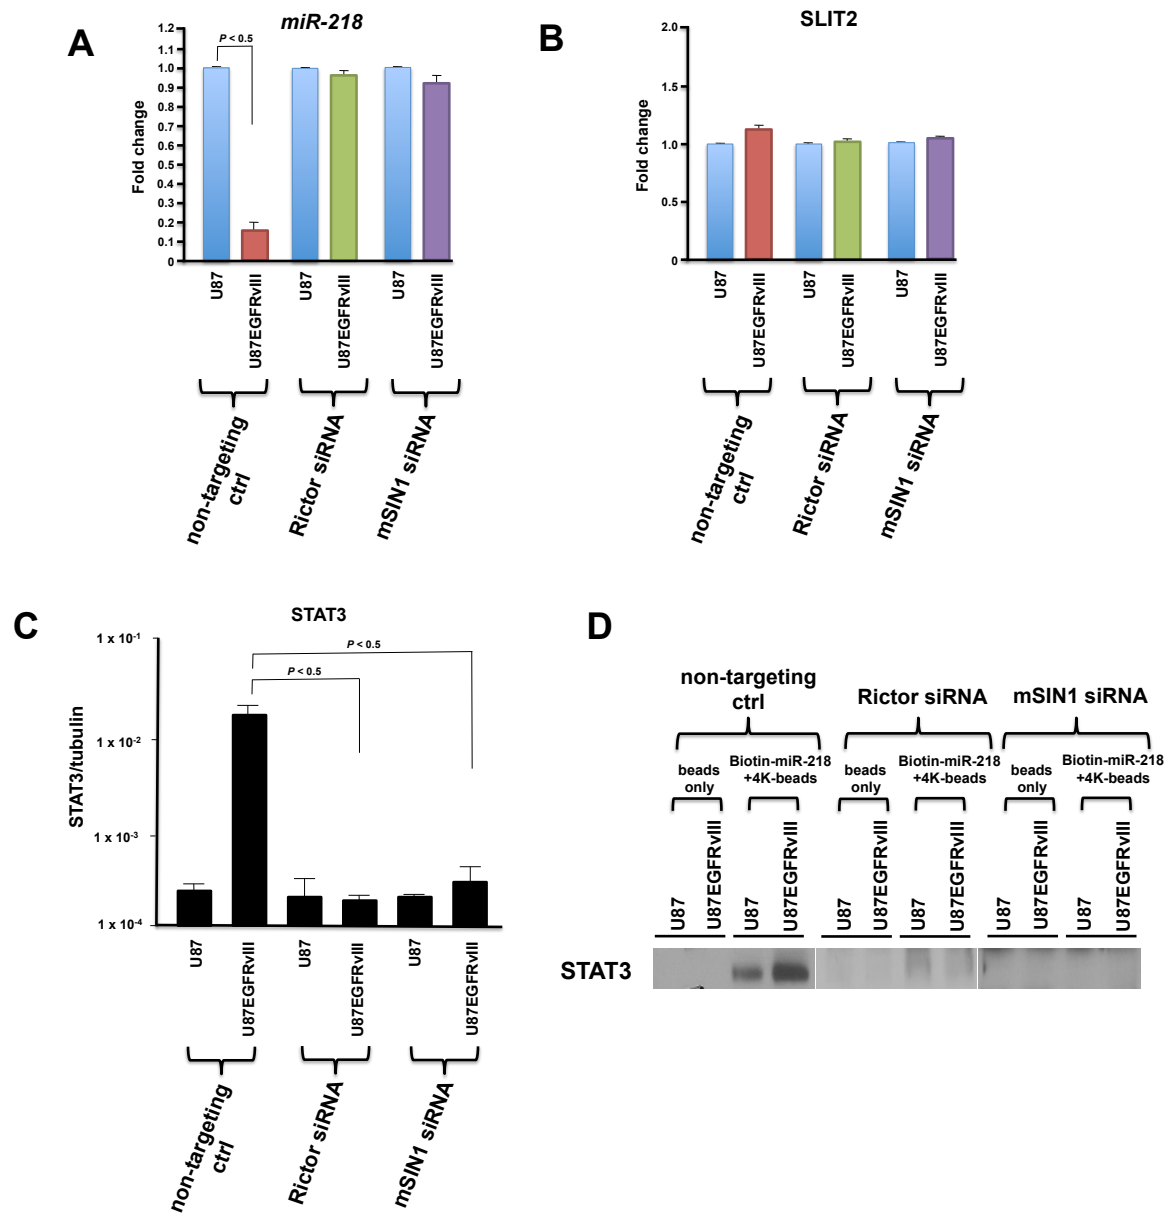 A
miR-218
P < 0.5
Fold change
1.2
1.1
1.0
0.9
0.8
0.7
0.6
0.5
0.4
0.3
0.2
0.1
0
U87
U87EGFRvIII
U87
U87EGFRvIII
U87
U87EGFRvIII
non-targeting
ctrl
Rictor siRNA
mSIN1 siRNA
B
SLIT2
Fold change
2.0
1.5
1.0
0.5
0
U87
U87EGFRvIII
U87
U87EGFRvIII
U87
U87EGFRvIII
non-targeting
ctrl
Rictor siRNA
mSIN1 siRNA
C
STAT3
P < 0.5
P < 0.5
STAT3/tubulin
1 x 10-1
1 x 10-2
1 x 10-3
1 x 10-4
U87
U87EGFRvIII
U87
U87EGFRvIII
U87
U87EGFRvIII
non-targeting
ctrl
Rictor siRNA
mSIN1 siRNA
D
non-targeting
ctrl
Rictor siRNA
mSIN1 siRNA
beads
only
Biotin-miR-218
+4K-beads
beads
only
Biotin-miR-218
+4K-beads
beads
only
Biotin-miR-218
+4K-beads
U87
U87EGFRvIII
U87
U87EGFRvIII
U87
U87EGFRvIII
U87
U87EGFRvIII
U87
U87EGFRvIII
U87
U87EGFRvIII
STAT3